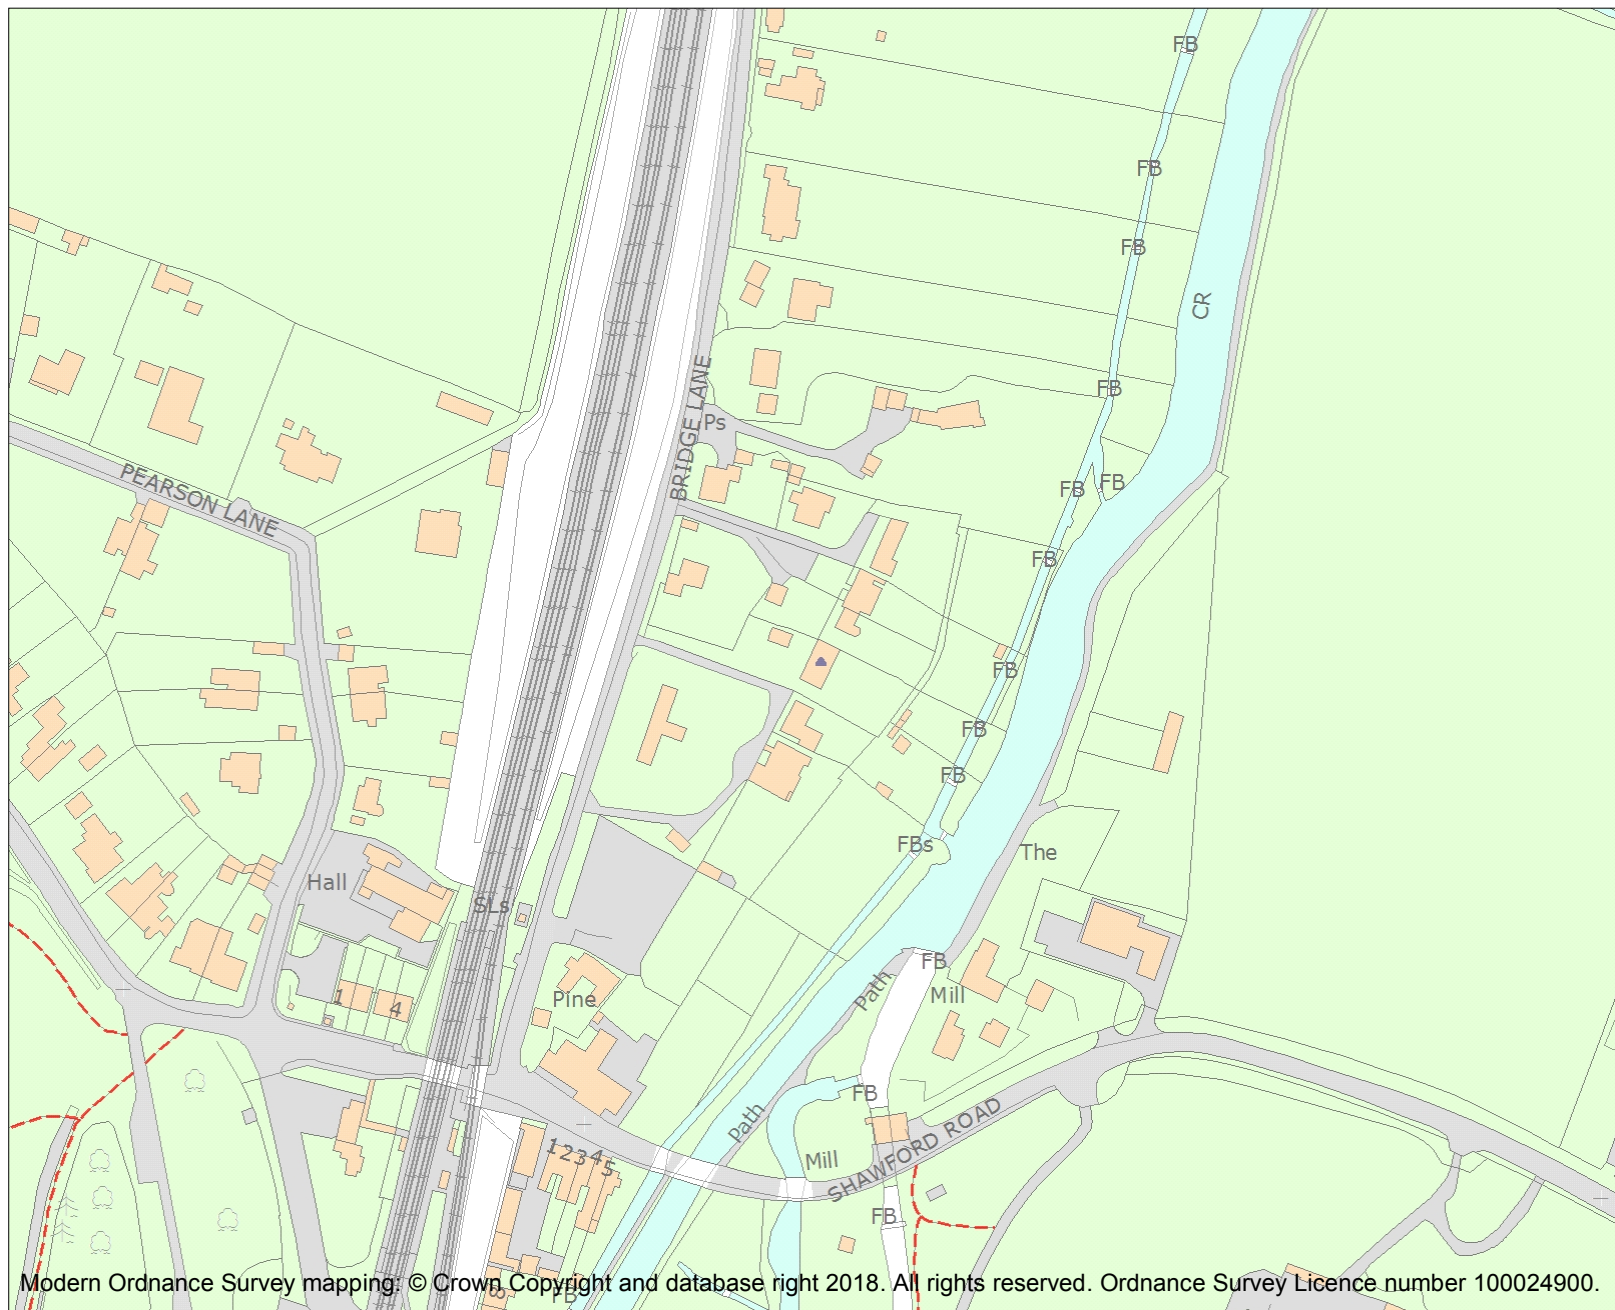 FB
FB
FB
CR
FB
BRIDGE LANE
Ps
PEARSON LANE
FB
FB
FB
FB
FB
FB
FBs
The
Hall
SLs
FB
Path
Mill
Pine
1
4
FB
Path
SHAWFORD ROAD
12345
Mill
FB
8
FB
Modern Ordnance Survey mapping: © Crown Copyright and database right 2018. All rights reserved. Ordnance Survey Licence number 100024900.